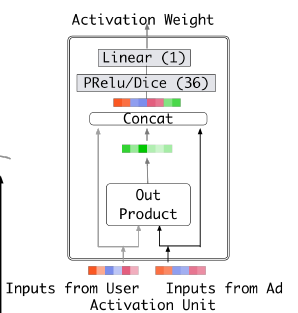 Activation Weight
Linear (1)
PRelu/Dice (36)
Concat
Out
Product
Inputs from User
Inputs from Ad
Activation Unit